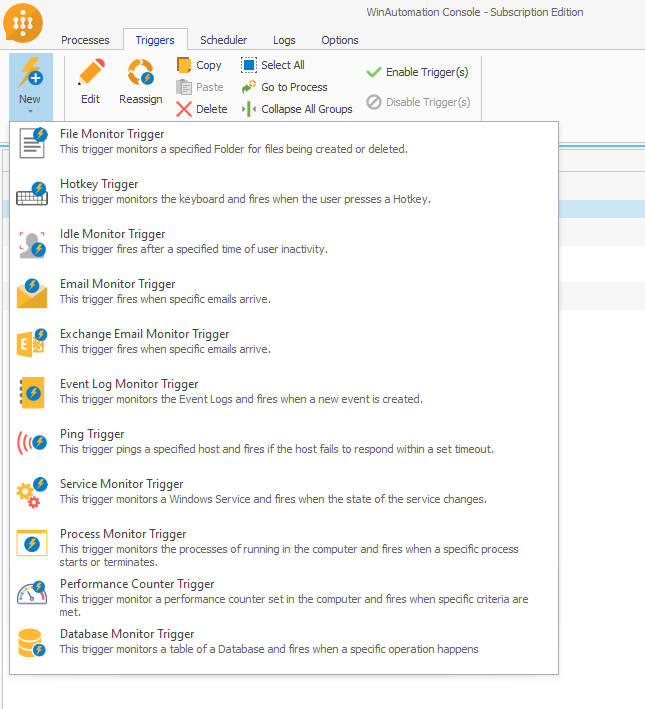 WinAutomation Console - Subscription Edition
Processes Triggers Scheduler Logs Options
New
Edit
Reassign
Copy
Paste
Delete
Select All
Go to Process
Collapse All Groups
Enable Trigger(s)
Disable Trigger(s)
File Monitor Trigger
This trigger monitors a specified Folder for files being created or deleted.
Hotkey Trigger
This trigger monitors the keyboard and fires when the user presses a Hotkey.
Idle Monitor Trigger
This trigger fires after a specified time of user inactivity.
Email Monitor Trigger
This trigger fires when specific emails arrive.
Exchange Email Monitor Trigger
This trigger fires when specific emails arrive.
Event Log Monitor Trigger
This trigger monitors the Event Logs and fires when a new event is created.
Ping Trigger
This trigger pings a specified host and fires if the host fails to respond within a set timeout.
Service Monitor Trigger
This trigger monitors a Windows Service and fires when the state of the service changes.
Process Monitor Trigger
This trigger monitors the processes of running in the computer and fires when a specific process
starts or terminates.
Performance Counter Trigger
This trigger monitor a performance counter set in the computer and fires when specific criteria are
met.
Database Monitor Trigger
This trigger monitors a table of a Database and fires when a specific operation happens